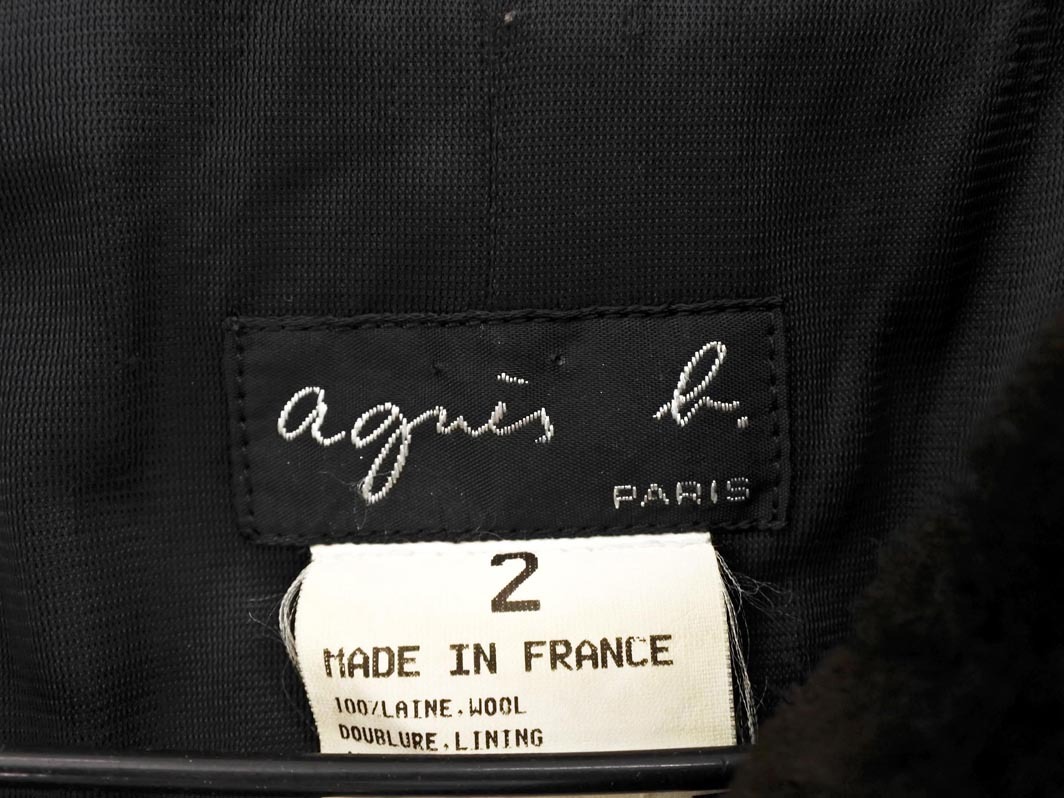 agnès b.
PARIS
2
MADE IN FRANCE
100/LAINE.WOOL
DOUBLURE.LINING